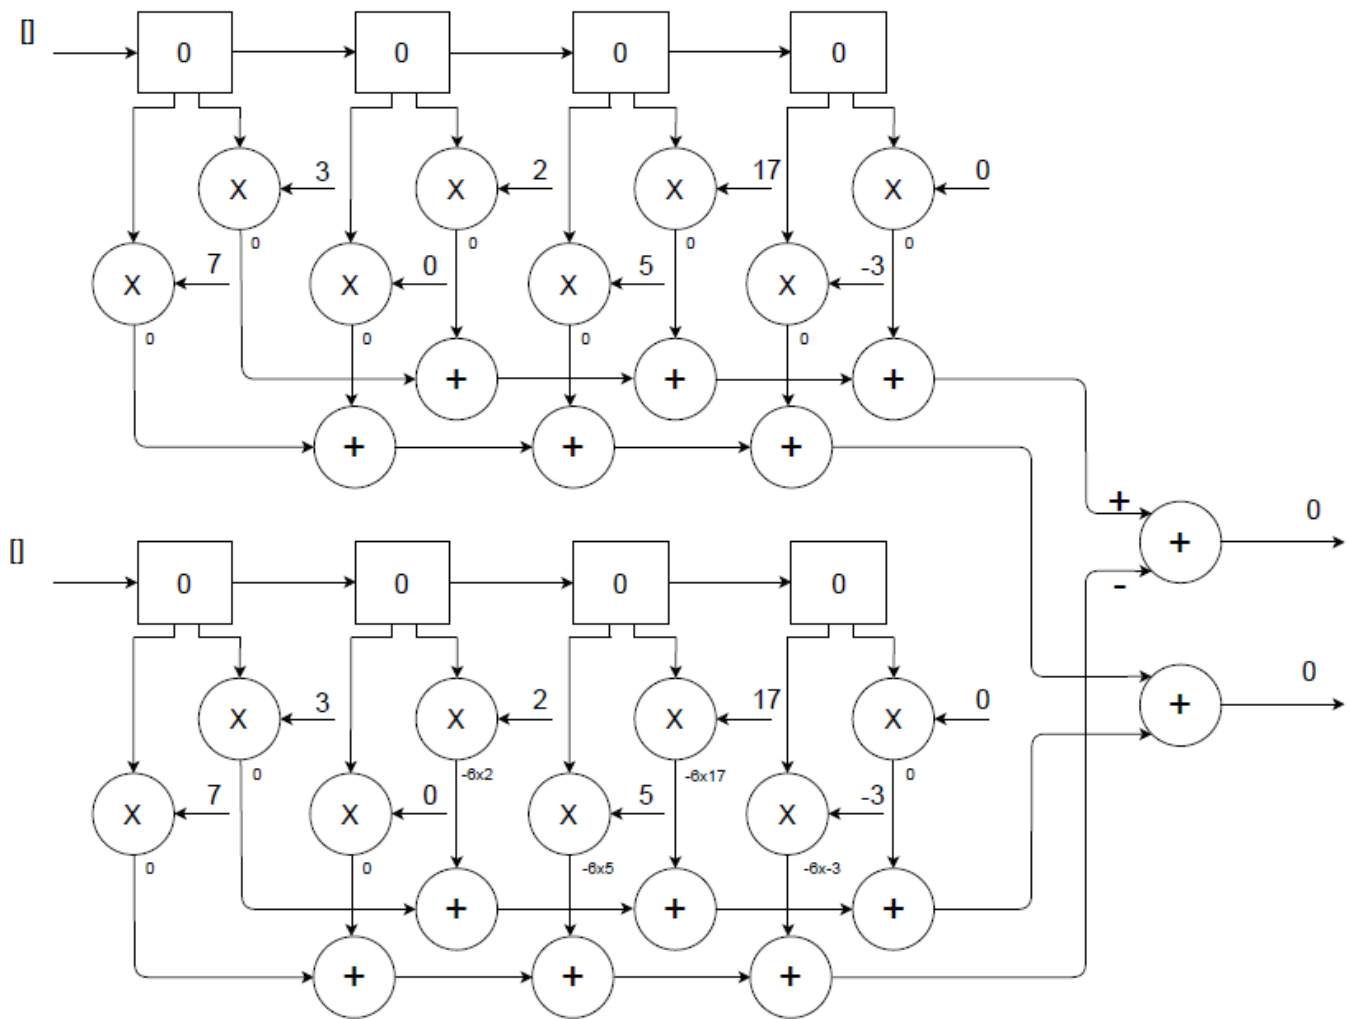 [] 0 0 0 0
X 3 X 2 X 17 X 0
0 0 0 0
X 7 X 0 X 5 X -3
0 0 0 0
+ + +
+ + +
+
+ 0
-
[] 0 0 0 0
+ 0
X 3 X 2 X 17 X 0
0 -6x2 -6x17 0
X 7 X 0 X 5 X -3
0 0 -6x5 -6x-3
+ + +
+ + +